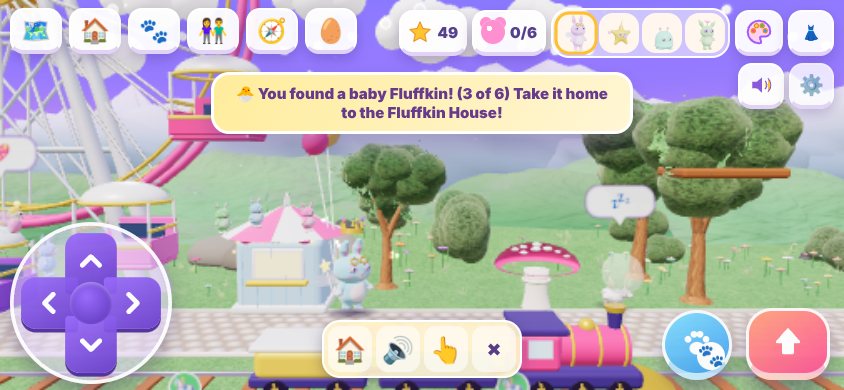 49
0/6
🐣 You found a baby Fluffkin! (3 of 6) Take it home
to the Fluffkin House!
zZz